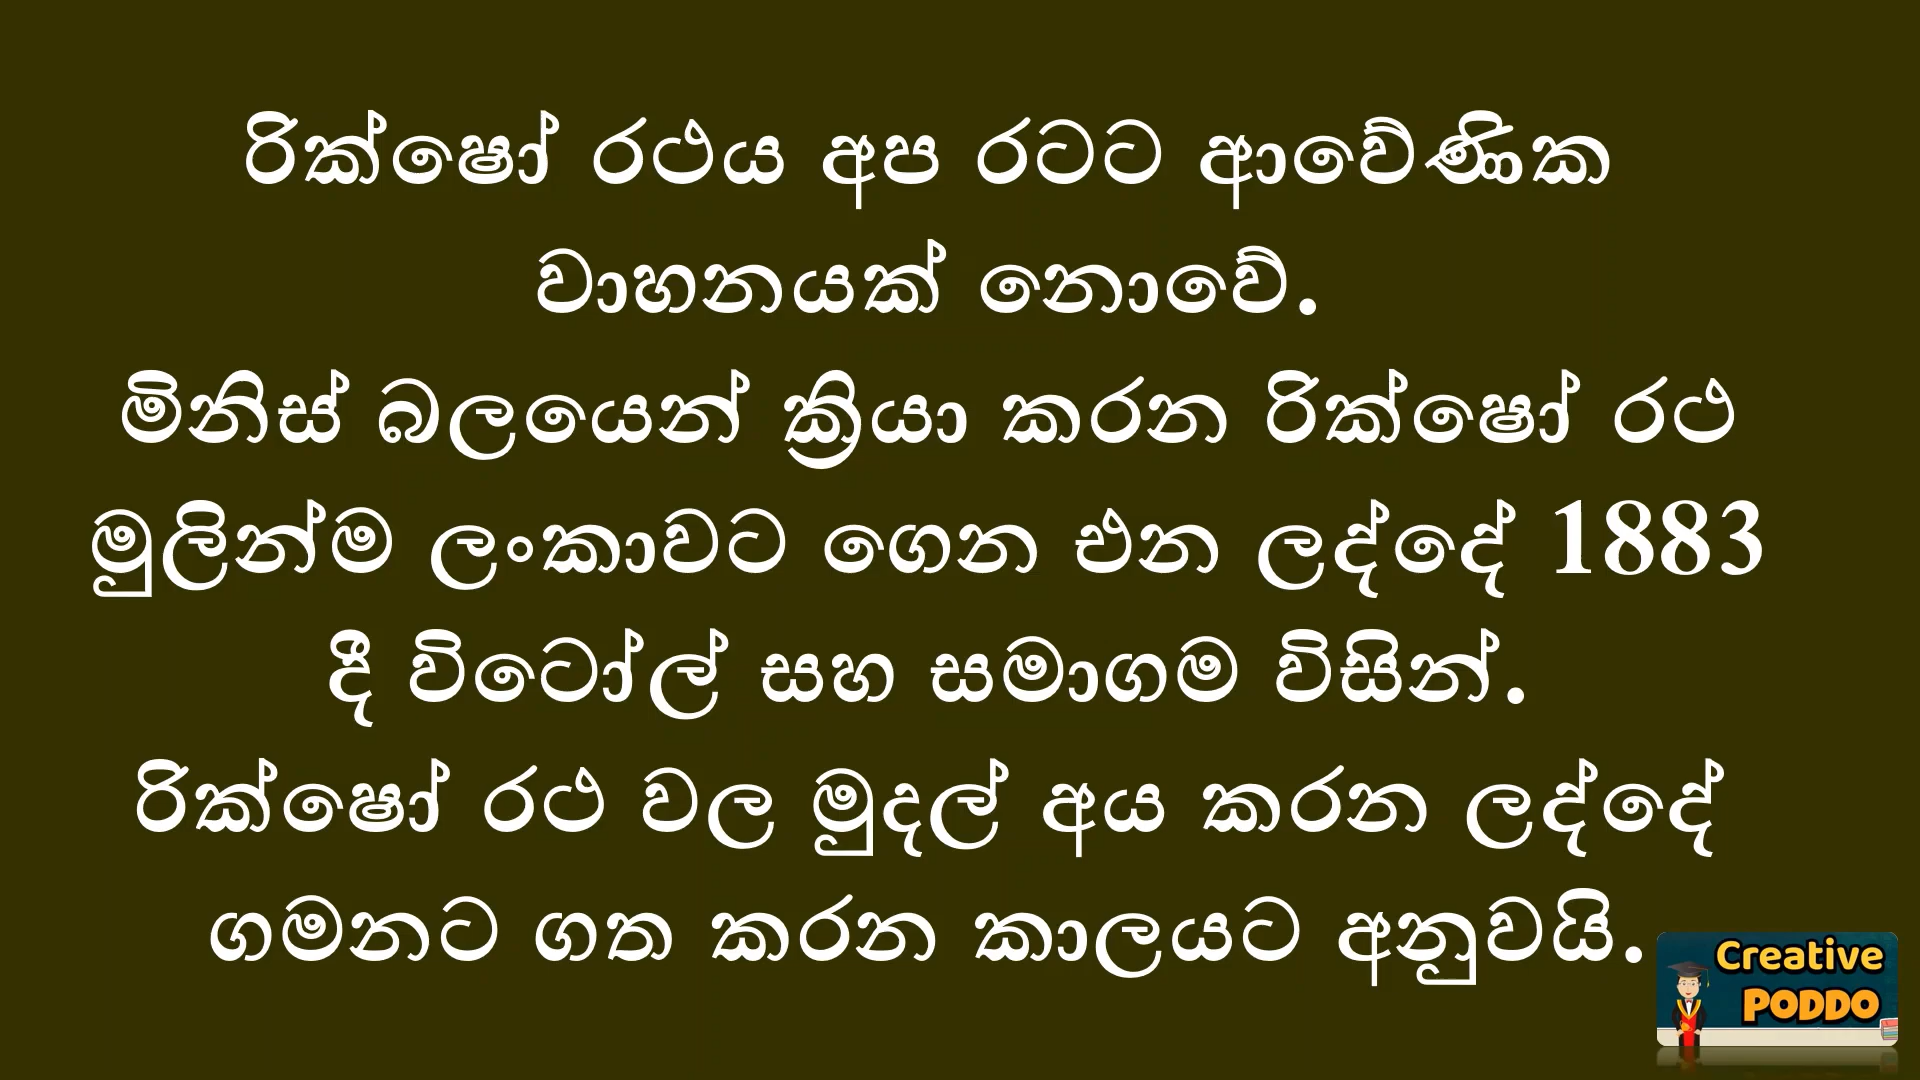 රික්ෂෝ රථය අප රටට ආවේණික
වාහනයක් නොවේ.
මිනිස් බලයෙන් ක්‍රියා කරන රික්ෂෝ රථ
මුලින්ම ලංකාවට ගෙන එන ලද්දේ 1883
දී විටෝල් සහ සමාගම විසින්.
රික්ෂෝ රථ වල මුදල් අය කරන ලද්දේ
ගමනට ගත කරන කාලයට අනුවයි.
Creative
PODDO